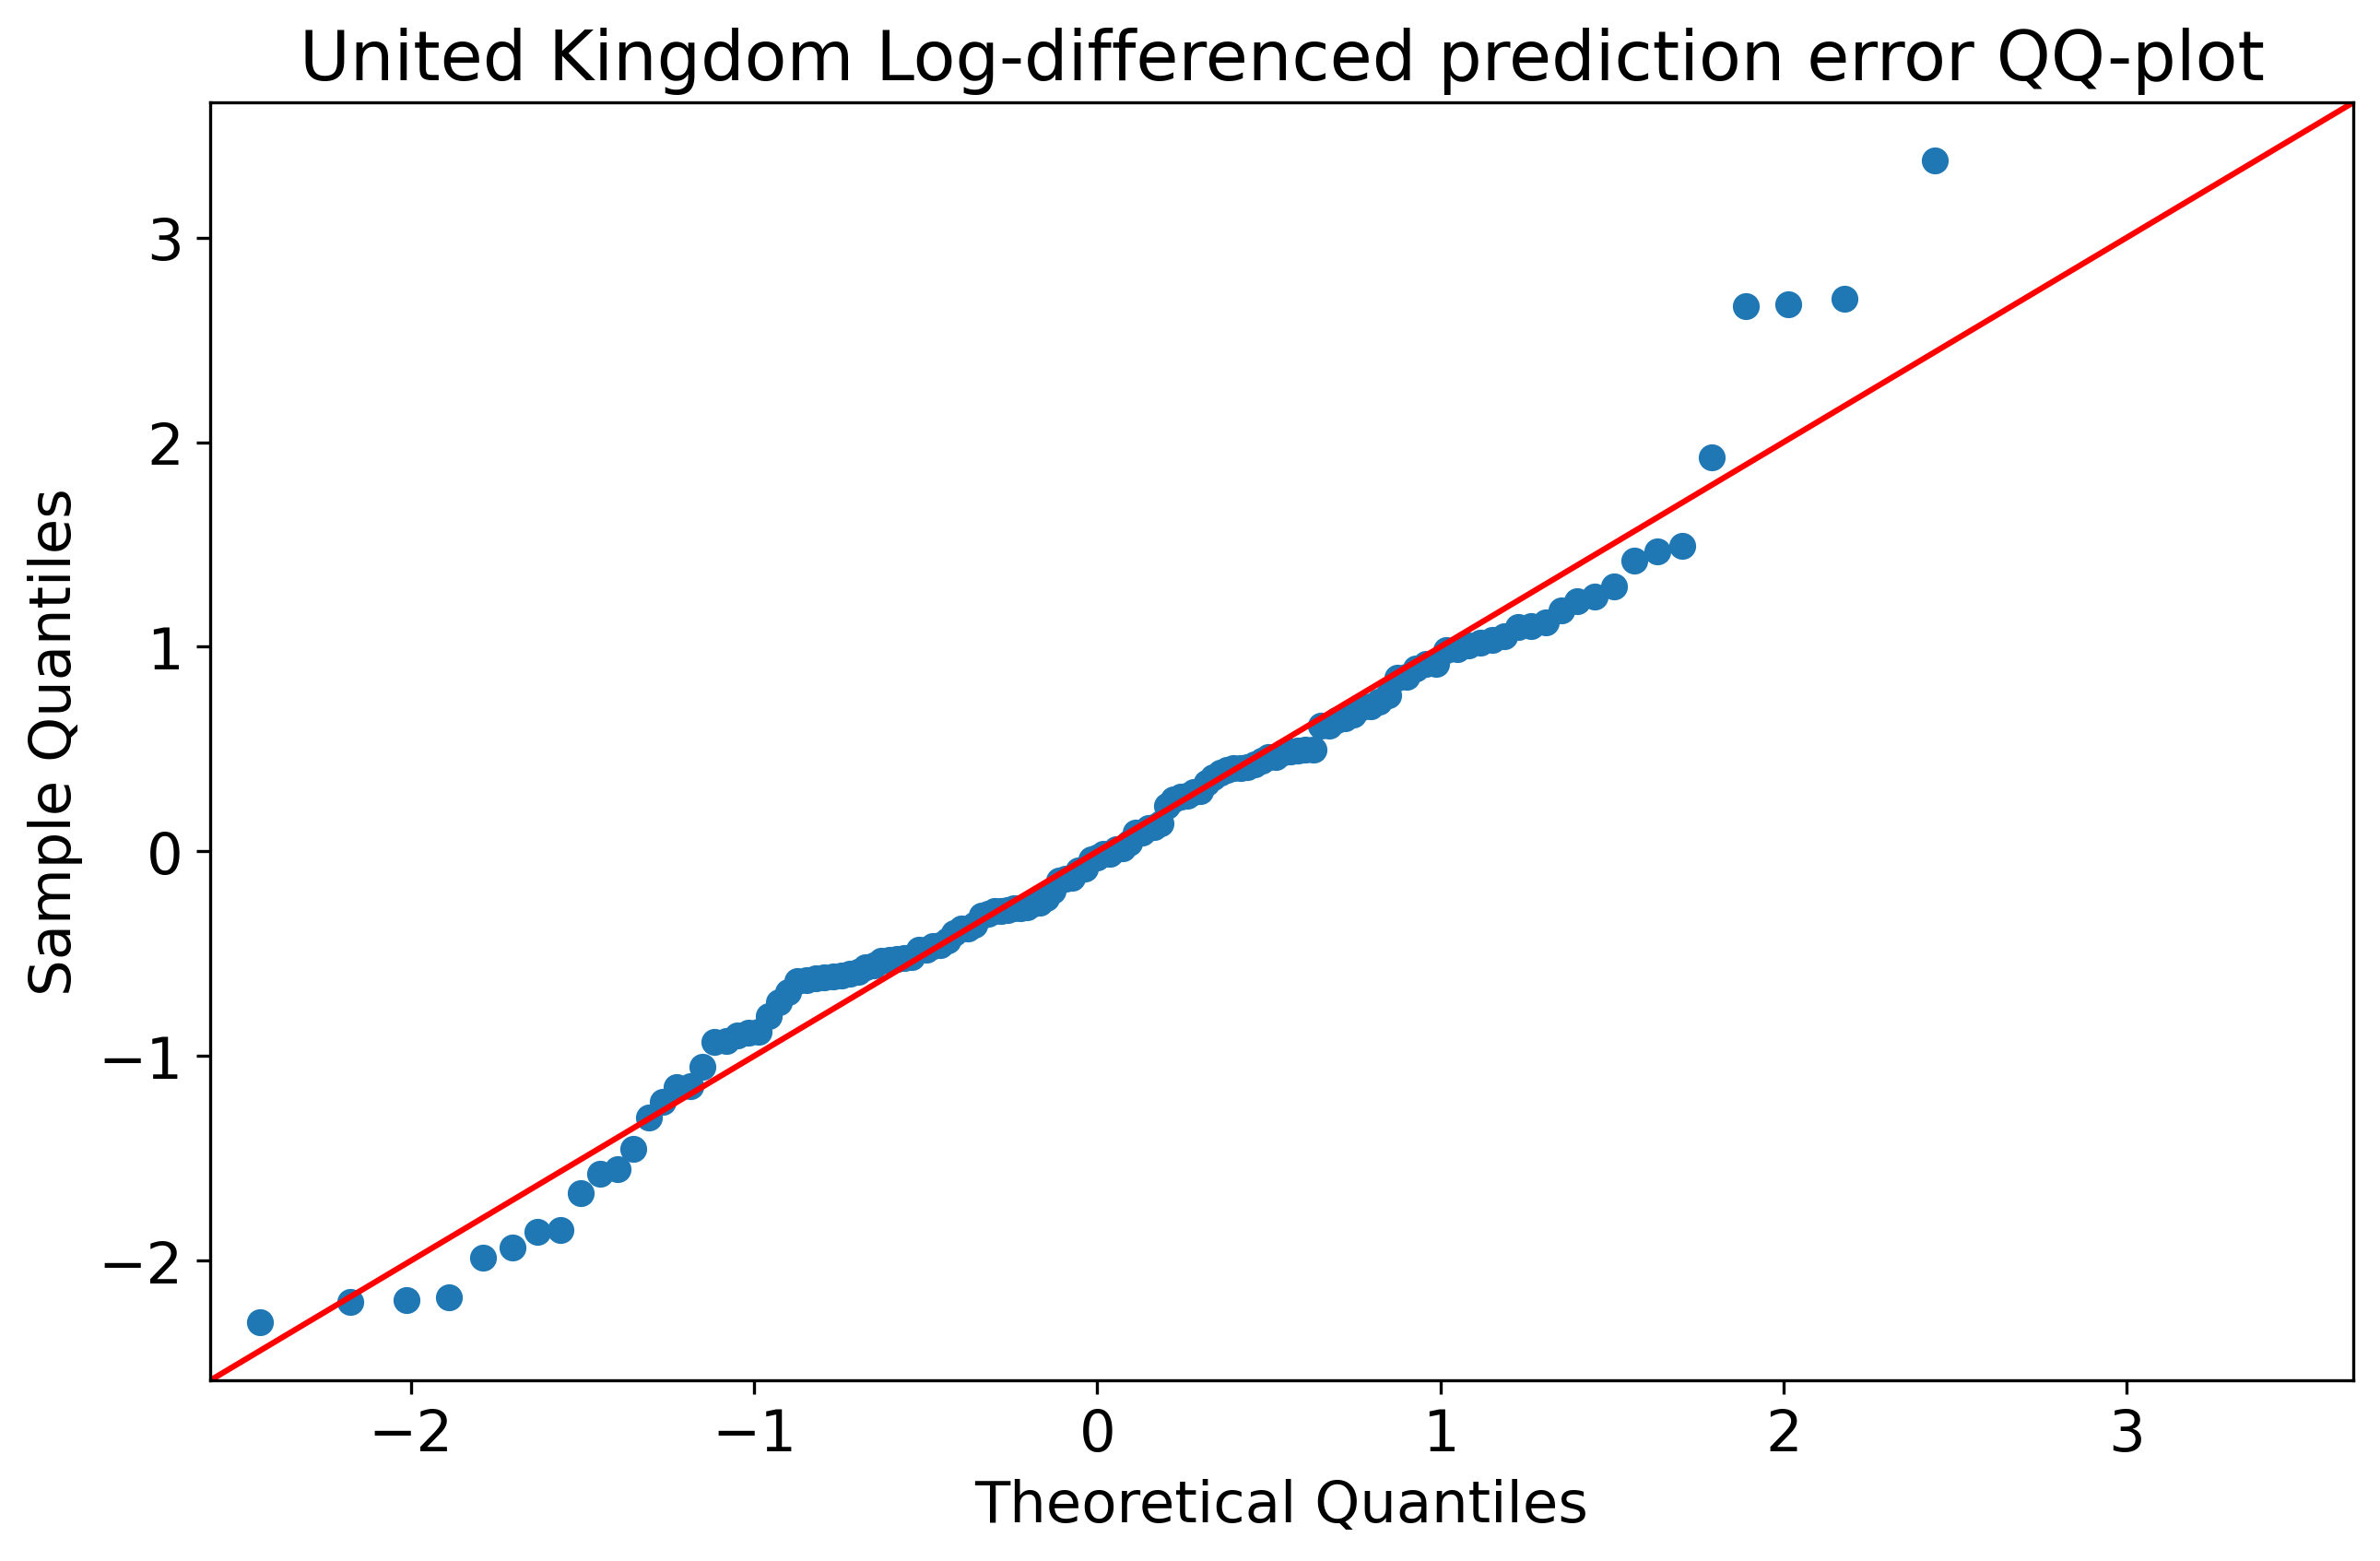 United Kingdom Log-differenced prediction error QQ-plot
Sample Quantiles
3
2
1
0
−1
−2
−2 −1 0 1 2 3
Theoretical Quantiles